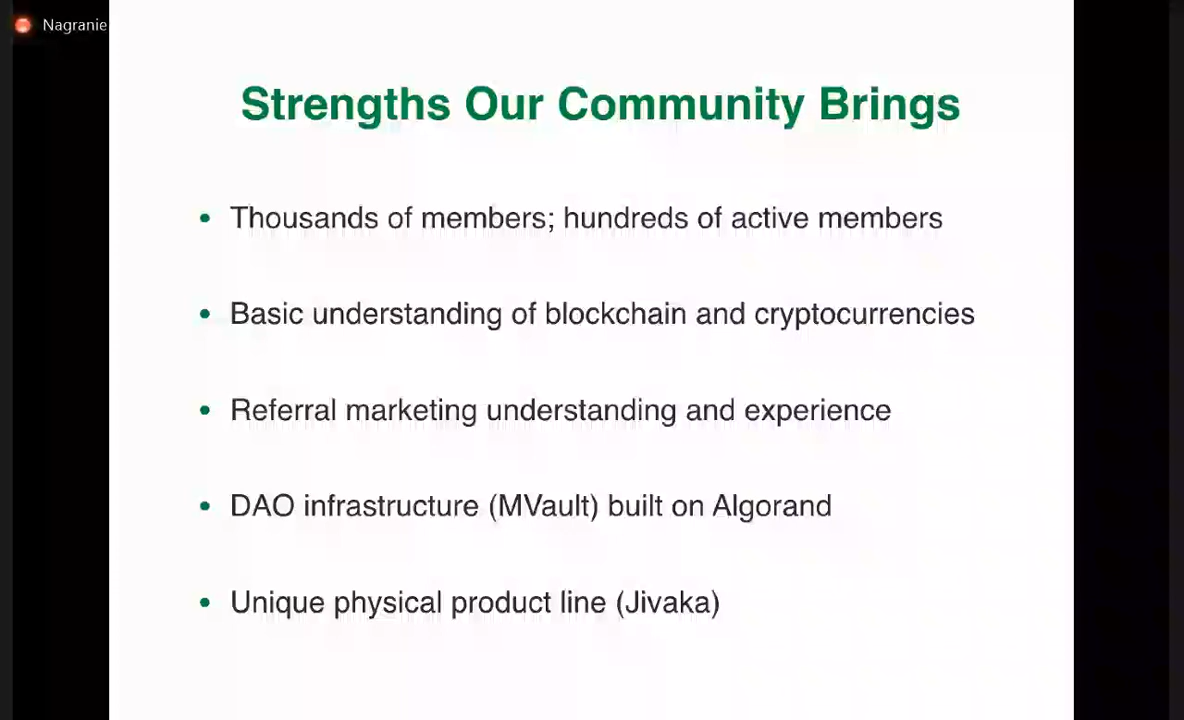 Nagranie
Strengths Our Community Brings
• Thousands of members; hundreds of active members
• Basic understanding of blockchain and cryptocurrencies
• Referral marketing understanding and experience
• DAO infrastructure (MVault) built on Algorand
• Unique physical product line (Jivaka)